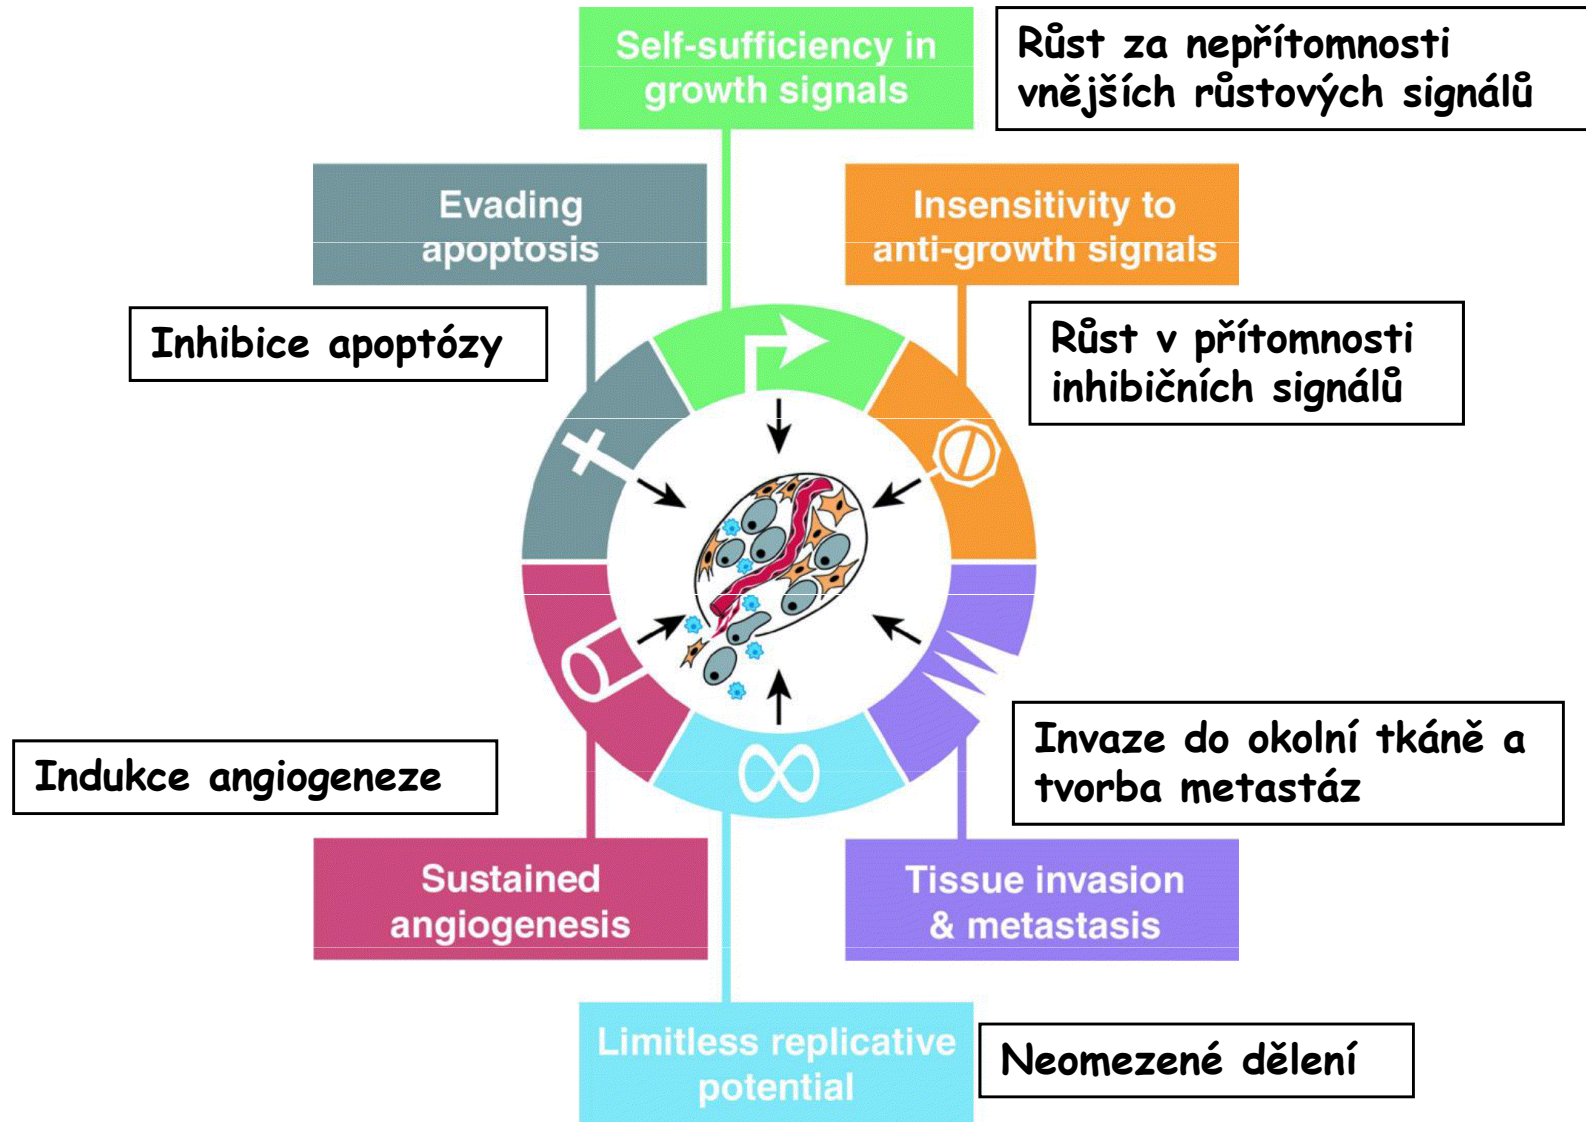 Self-sufficiency in
growth signals
Růst za nepřítomnosti
vnějších růstových signálů
Evading
apoptosis
Insensitivity to
anti-growth signals
Inhibice apoptózy
Růst v přítomnosti
inhibičních signálů
Indukce angiogeneze
Invaze do okolní tkáně a
tvorba metastáz
Sustained
angiogenesis
Tissue invasion
& metastasis
Limitless replicative
potential
Neomezené dělení